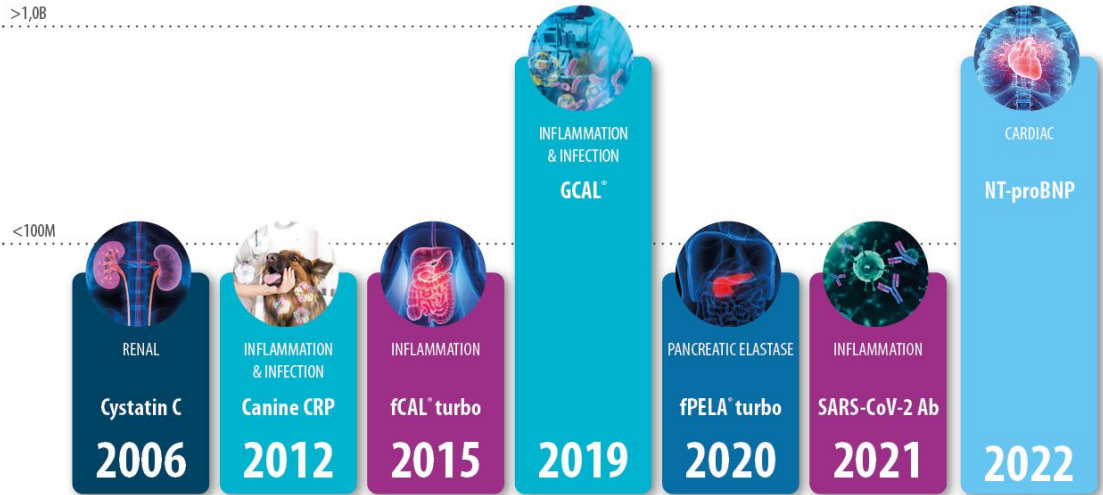 >1,0B
<100M
RENAL
Cystatin C
2006
INFLAMMATION
& INFECTION
Canine CRP
2012
INFLAMMATION
fCAL® turbo
2015
INFLAMMATION
& INFECTION
GCAL®
2019
PANCREATIC ELASTASE
fPELA® turbo
2020
INFLAMMATION
SARS-CoV-2 Ab
2021
CARDIAC
NT-proBNP
2022